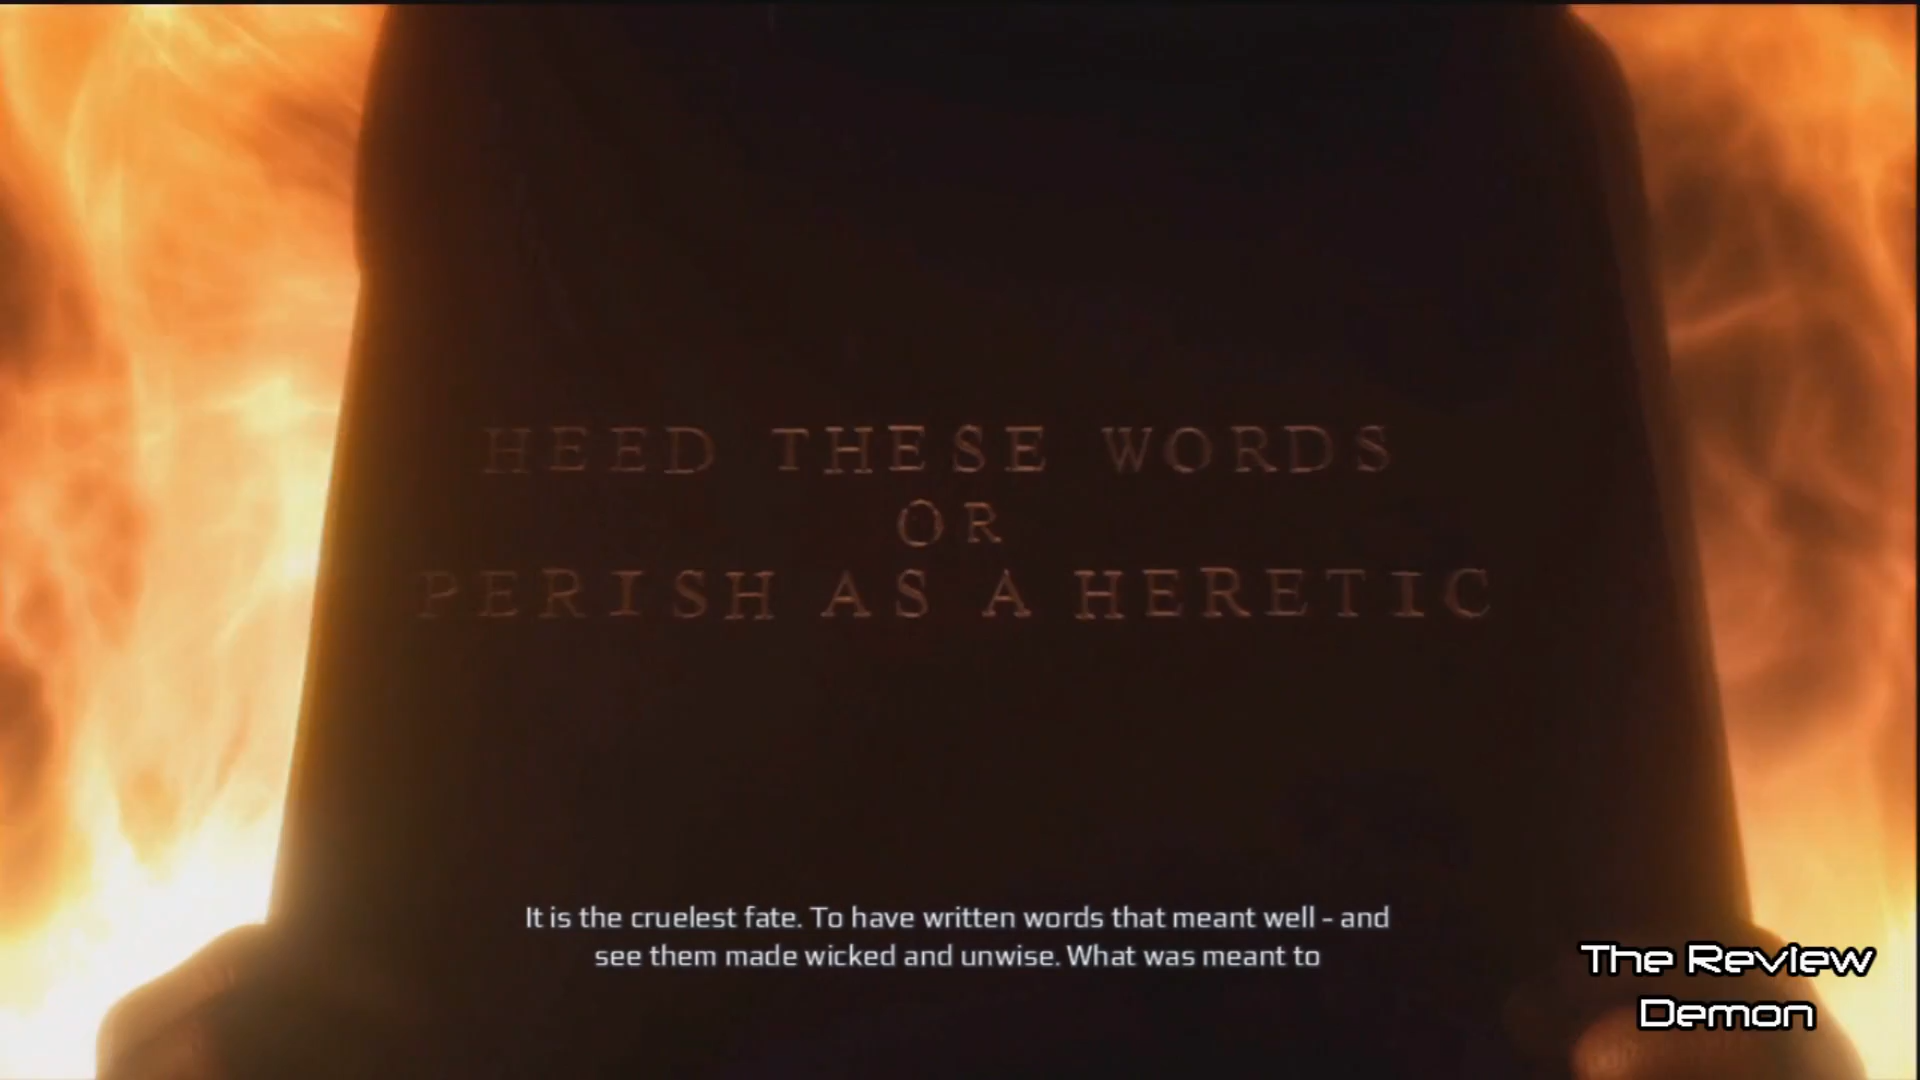 HEED THESE WORDS
OR
PERISH AS A HERETIC
It is the cruelest fate. To have written words that meant well - and
see them made wicked and unwise. What was meant to
The Review
Demon